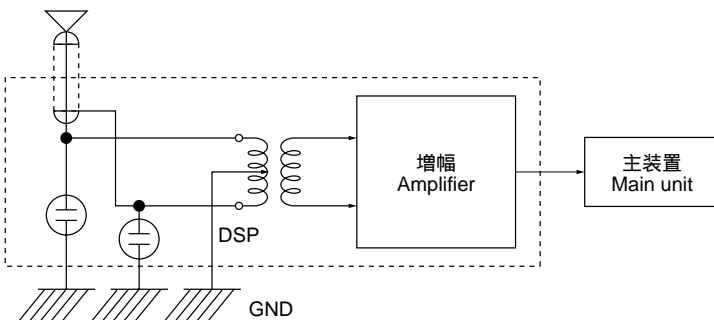 増幅
Amplifier
主装置
Main unit
DSP
GND